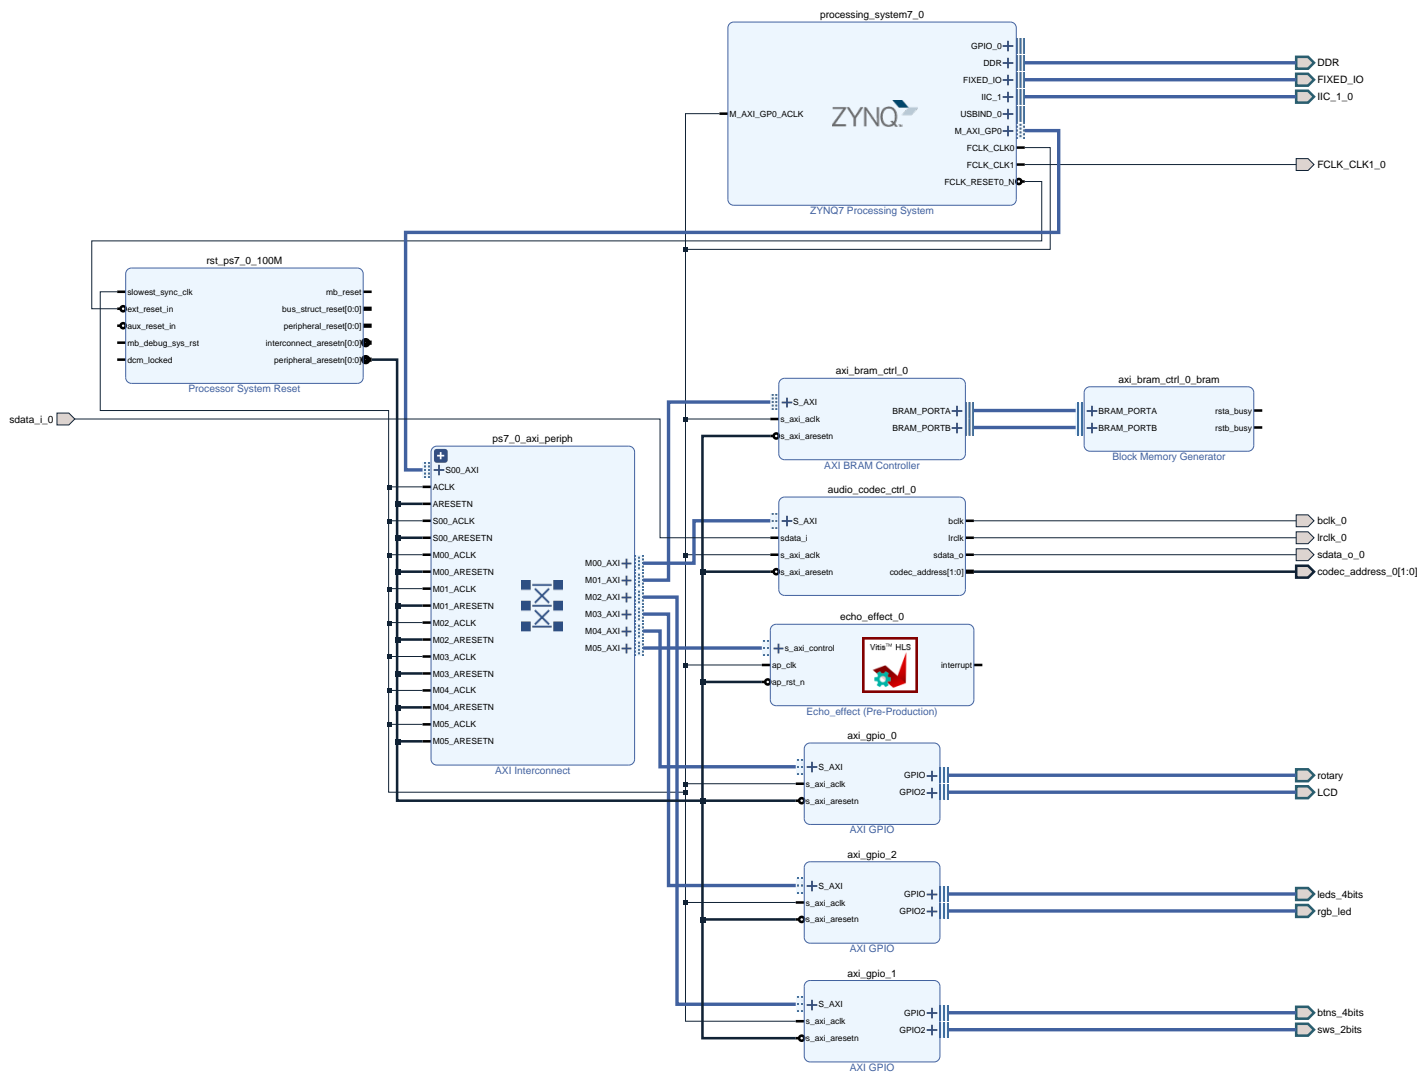 processing_system7_0
GPIO_0
DDR
FIXED_IO
IIC_1
USBIND_0
M_AXI_GP0
FCLK_CLK0
FCLK_CLK1
FCLK_RESET0_N
M_AXI_GP0_ACLK
ZYNQ
ZYNQ7 Processing System
DDR
FIXED_IO
IIC_1_0
FCLK_CLK1_0
rst_ps7_0_100M
slowest_sync_clk
ext_reset_in
aux_reset_in
mb_debug_sys_rst
dcm_locked
mb_reset
bus_struct_reset[0:0]
peripheral_reset[0:0]
interconnect_aresetn[0:0]
peripheral_aresetn[0:0]
Processor System Reset
sdata_i_0
ps7_0_axi_periph
S00_AXI
ACLK
ARESETN
S00_ACLK
S00_ARESETN
M00_ACLK
M00_ARESETN
M01_ACLK
M01_ARESETN
M02_ACLK
M02_ARESETN
M03_ACLK
M03_ARESETN
M04_ACLK
M04_ARESETN
M05_ACLK
M05_ARESETN
M00_AXI
M01_AXI
M02_AXI
M03_AXI
M04_AXI
M05_AXI
AXI Interconnect
axi_bram_ctrl_0
S_AXI
s_axi_aclk
s_axi_aresetn
BRAM_PORTA
BRAM_PORTB
AXI BRAM Controller
axi_bram_ctrl_0_bram
BRAM_PORTA
BRAM_PORTB
rsta_busy
rstb_busy
Block Memory Generator
audio_codec_ctrl_0
S_AXI
sdata_i
s_axi_aclk
s_axi_aresetn
bclk
lrclk
sdata_o
codec_address[1:0]
bclk_0
lrclk_0
sdata_o_0
codec_address_0[1:0]
echo_effect_0
s_axi_control
ap_clk
ap_rst_n
Vitis™ HLS
interrupt
Echo_effect (Pre-Production)
axi_gpio_0
S_AXI
s_axi_aclk
s_axi_aresetn
GPIO
GPIO2
AXI GPIO
rotary
LCD
axi_gpio_2
S_AXI
s_axi_aclk
s_axi_aresetn
GPIO
GPIO2
AXI GPIO
leds_4bits
rgb_led
axi_gpio_1
S_AXI
s_axi_aclk
s_axi_aresetn
GPIO
GPIO2
AXI GPIO
btns_4bits
sws_2bits